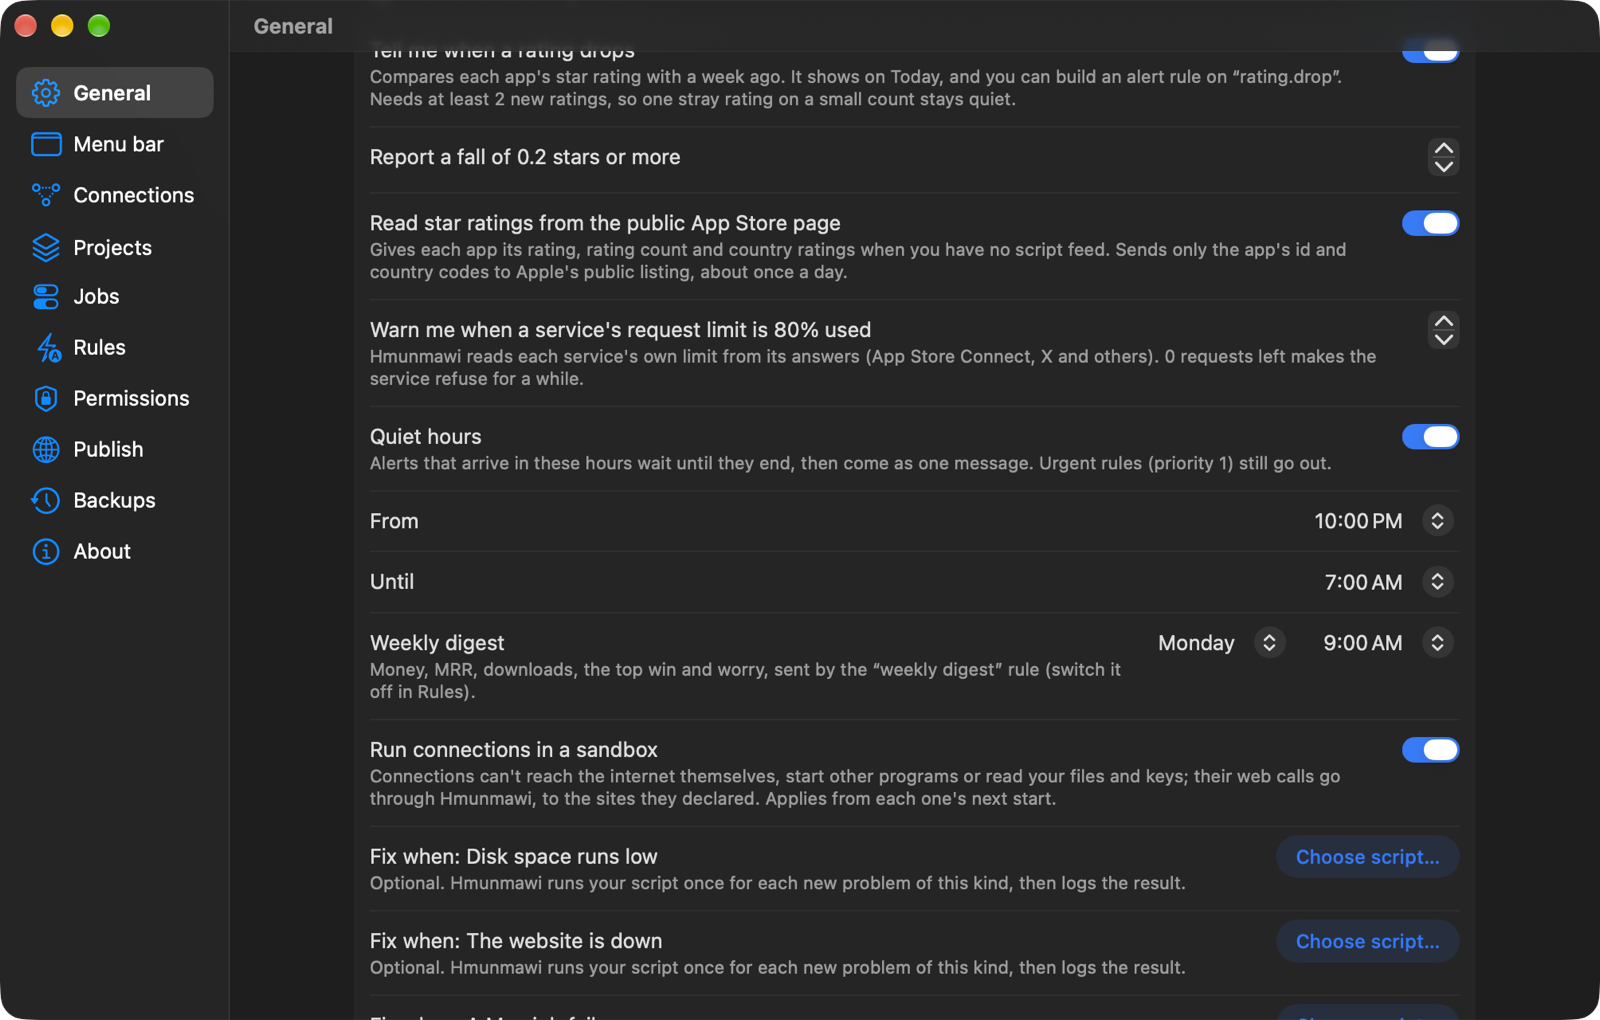 General
General
Menu bar
Connections
Projects
Jobs
Rules
Permissions
Publish
Backups
About
Tell me when a rating drops
Compares each app's star rating with a week ago. It shows on Today, and you can build an alert rule on “rating.drop”.
Needs at least 2 new ratings, so one stray rating on a small count stays quiet.
Report a fall of 0.2 stars or more
Read star ratings from the public App Store page
Gives each app its rating, rating count and country ratings when you have no script feed. Sends only the app's id and
country codes to Apple's public listing, about once a day.
Warn me when a service's request limit is 80% used
Hmunmawi reads each service's own limit from its answers (App Store Connect, X and others). 0 requests left makes the
service refuse for a while.
Quiet hours
Alerts that arrive in these hours wait until they end, then come as one message. Urgent rules (priority 1) still go out.
From 10:00 PM
Until 7:00 AM
Weekly digest Monday 9:00 AM
Money, MRR, downloads, the top win and worry, sent by the “weekly digest” rule (switch it
off in Rules).
Run connections in a sandbox
Connections can't reach the internet themselves, start other programs or read your files and keys; their web calls go
through Hmunmawi, to the sites they declared. Applies from each one's next start.
Fix when: Disk space runs low Choose script...
Optional. Hmunmawi runs your script once for each new problem of this kind, then logs the result.
Fix when: The website is down Choose script...
Optional. Hmunmawi runs your script once for each new problem of this kind, then logs the result.